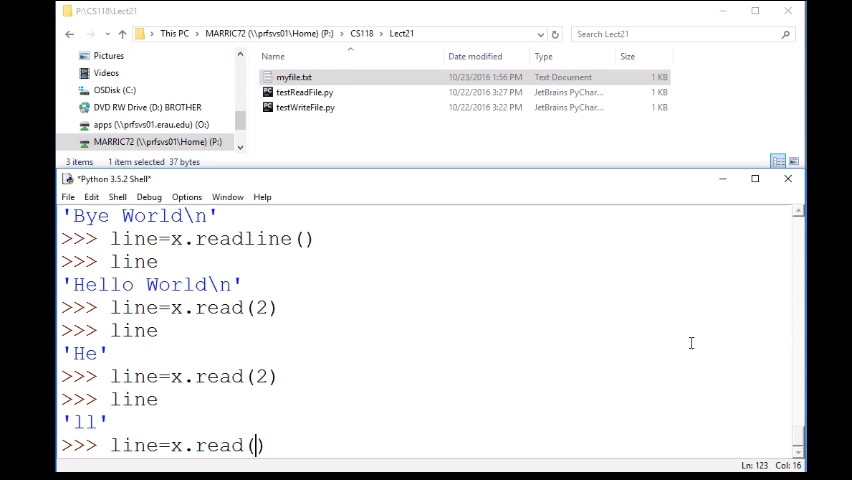 P:\CS118\Lect21
This PC > MARRIC72 (\\prfsvs01\Home) (P:) > CS118 > Lect21
Search Lect21
Pictures
Videos
OSDisk (C:)
DVD RW Drive (D:) BROTHER
apps (\\prfsvs01.erau.edu) (O:)
MARRIC72 (\\prfsvs01\Home) (P:)
Name Date modified Type Size
myfile.txt 10/23/2016 1:56 PM Text Document 1 KB
testReadFile.py 10/22/2016 3:27 PM JetBrains PyChar... 1 KB
testWriteFile.py 10/22/2016 3:22 PM JetBrains PyChar... 1 KB
3 items 1 item selected 37 bytes
*Python 3.5.2 Shell*
File Edit Shell Debug Options Window Help
'Bye World\n'
>>> line=x.readline()
>>> line
'Hello World\n'
>>> line=x.read(2)
>>> line
'He'
>>> line=x.read(2)
>>> line
'll'
>>> line=x.read()
Ln: 123 Col: 16